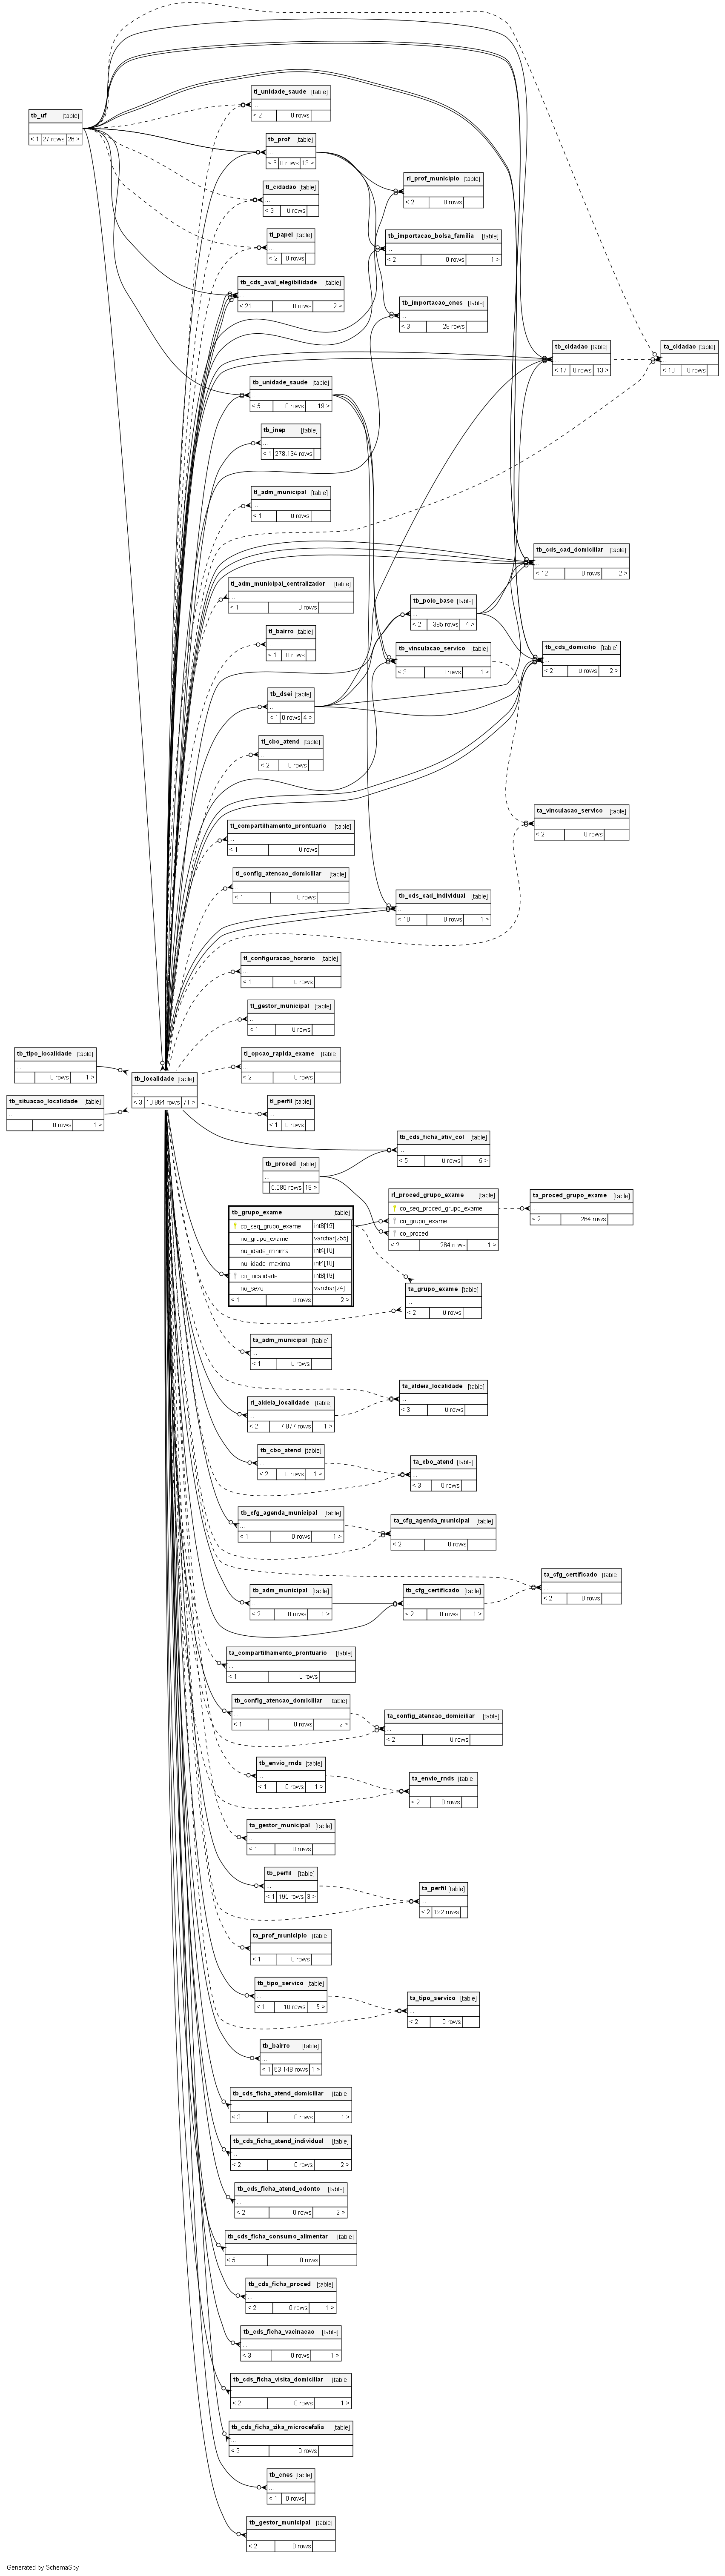 tb_uf [table]
...
< 1 27 rows 26 >
tl_unidade_saude [table]
...
< 2 0 rows
tb_prof [table]
...
< 6 0 rows 13 >
rl_prof_municipio [table]
...
< 2 0 rows
tl_cidadao [table]
...
< 9 0 rows
tl_papel [table]
...
< 2 0 rows
tb_importacao_bolsa_familia [table]
...
< 2 0 rows 1 >
tb_cds_aval_elegibilidade [table]
...
< 21 0 rows 2 >
tb_importacao_cnes [table]
...
< 3 28 rows
tb_cidadao [table]
...
< 17 0 rows 13 >
ta_cidadao [table]
...
< 10 0 rows
tb_unidade_saude [table]
...
< 5 0 rows 19 >
tb_inep [table]
...
< 1 278.134 rows
tl_adm_municipal [table]
...
< 1 0 rows
tb_cds_cad_domiciliar [table]
...
< 12 0 rows 2 >
tl_adm_municipal_centralizador [table]
...
< 1 0 rows
tb_polo_base [table]
...
< 2 395 rows 4 >
tl_bairro [table]
...
< 1 0 rows
tb_vinculacao_servico [table]
...
< 3 0 rows 1 >
tb_cds_domicilio [table]
...
< 21 0 rows 2 >
tb_dsei [table]
...
< 1 0 rows 4 >
tl_cbo_atend [table]
...
< 2 0 rows
ta_vinculacao_servico [table]
...
< 2 0 rows
tl_compartilhamento_prontuario [table]
...
< 1 0 rows
tl_config_atencao_domiciliar [table]
...
< 1 0 rows
tb_cds_cad_individual [table]
...
< 10 0 rows 1 >
tl_configuracao_horario [table]
...
< 1 0 rows
tl_gestor_municipal [table]
...
< 1 0 rows
tb_tipo_localidade [table]
...
0 rows 1 >
tl_opcao_rapida_exame [table]
...
< 2 0 rows
tb_localidade [table]
...
< 3 10.864 rows 71 >
tb_situacao_localidade [table]
...
0 rows 1 >
tl_perfil [table]
...
< 1 0 rows
tb_cds_ficha_ativ_col [table]
...
< 5 0 rows 5 >
tb_proced [table]
...
5.080 rows 19 >
rl_proced_grupo_exame [table]
co_seq_proced_grupo_exame
co_grupo_exame
co_proced
< 2 264 rows 1 >
ta_proced_grupo_exame [table]
...
< 2 264 rows
tb_grupo_exame [table]
co_seq_grupo_exame int8[19]
no_grupo_exame varchar[255]
nu_idade_minima int4[10]
nu_idade_maxima int4[10]
co_localidade int8[19]
no_sexo varchar[24]
< 1 0 rows 2 >
ta_grupo_exame [table]
...
< 2 0 rows
ta_adm_municipal [table]
...
< 1 0 rows
ta_aldeia_localidade [table]
...
< 3 0 rows
rl_aldeia_localidade [table]
...
< 2 7.877 rows 1 >
tb_cbo_atend [table]
...
< 2 0 rows 1 >
ta_cbo_atend [table]
...
< 3 0 rows
tb_cfg_agenda_municipal [table]
...
< 1 0 rows 1 >
ta_cfg_agenda_municipal [table]
...
< 2 0 rows
ta_cfg_certificado [table]
...
< 2 0 rows
tb_adm_municipal [table]
...
< 2 0 rows 1 >
tb_cfg_certificado [table]
...
< 2 0 rows 1 >
ta_compartilhamento_prontuario [table]
...
< 1 0 rows
tb_config_atencao_domiciliar [table]
...
< 1 0 rows 2 >
ta_config_atencao_domiciliar [table]
...
< 2 0 rows
tb_envio_rnds [table]
...
< 1 0 rows 1 >
ta_envio_rnds [table]
...
< 2 0 rows
ta_gestor_municipal [table]
...
< 1 0 rows
tb_perfil [table]
...
< 1 195 rows 3 >
ta_perfil [table]
...
< 2 192 rows
ta_prof_municipio [table]
...
< 1 0 rows
tb_tipo_servico [table]
...
< 1 10 rows 5 >
ta_tipo_servico [table]
...
< 2 0 rows
tb_bairro [table]
...
< 1 63.148 rows 1 >
tb_cds_ficha_atend_domiciliar [table]
...
< 3 0 rows 1 >
tb_cds_ficha_atend_individual [table]
...
< 2 0 rows 2 >
tb_cds_ficha_atend_odonto [table]
...
< 2 0 rows 2 >
tb_cds_ficha_consumo_alimentar [table]
...
< 5 0 rows
tb_cds_ficha_proced [table]
...
< 2 0 rows 1 >
tb_cds_ficha_vacinacao [table]
...
< 3 0 rows 1 >
tb_cds_ficha_visita_domiciliar [table]
...
< 2 0 rows 1 >
tb_cds_ficha_zika_microcefalia [table]
...
< 9 0 rows
tb_cnes [table]
...
< 1 0 rows
tb_gestor_municipal [table]
...
< 2 0 rows
Generated by SchemaSpy